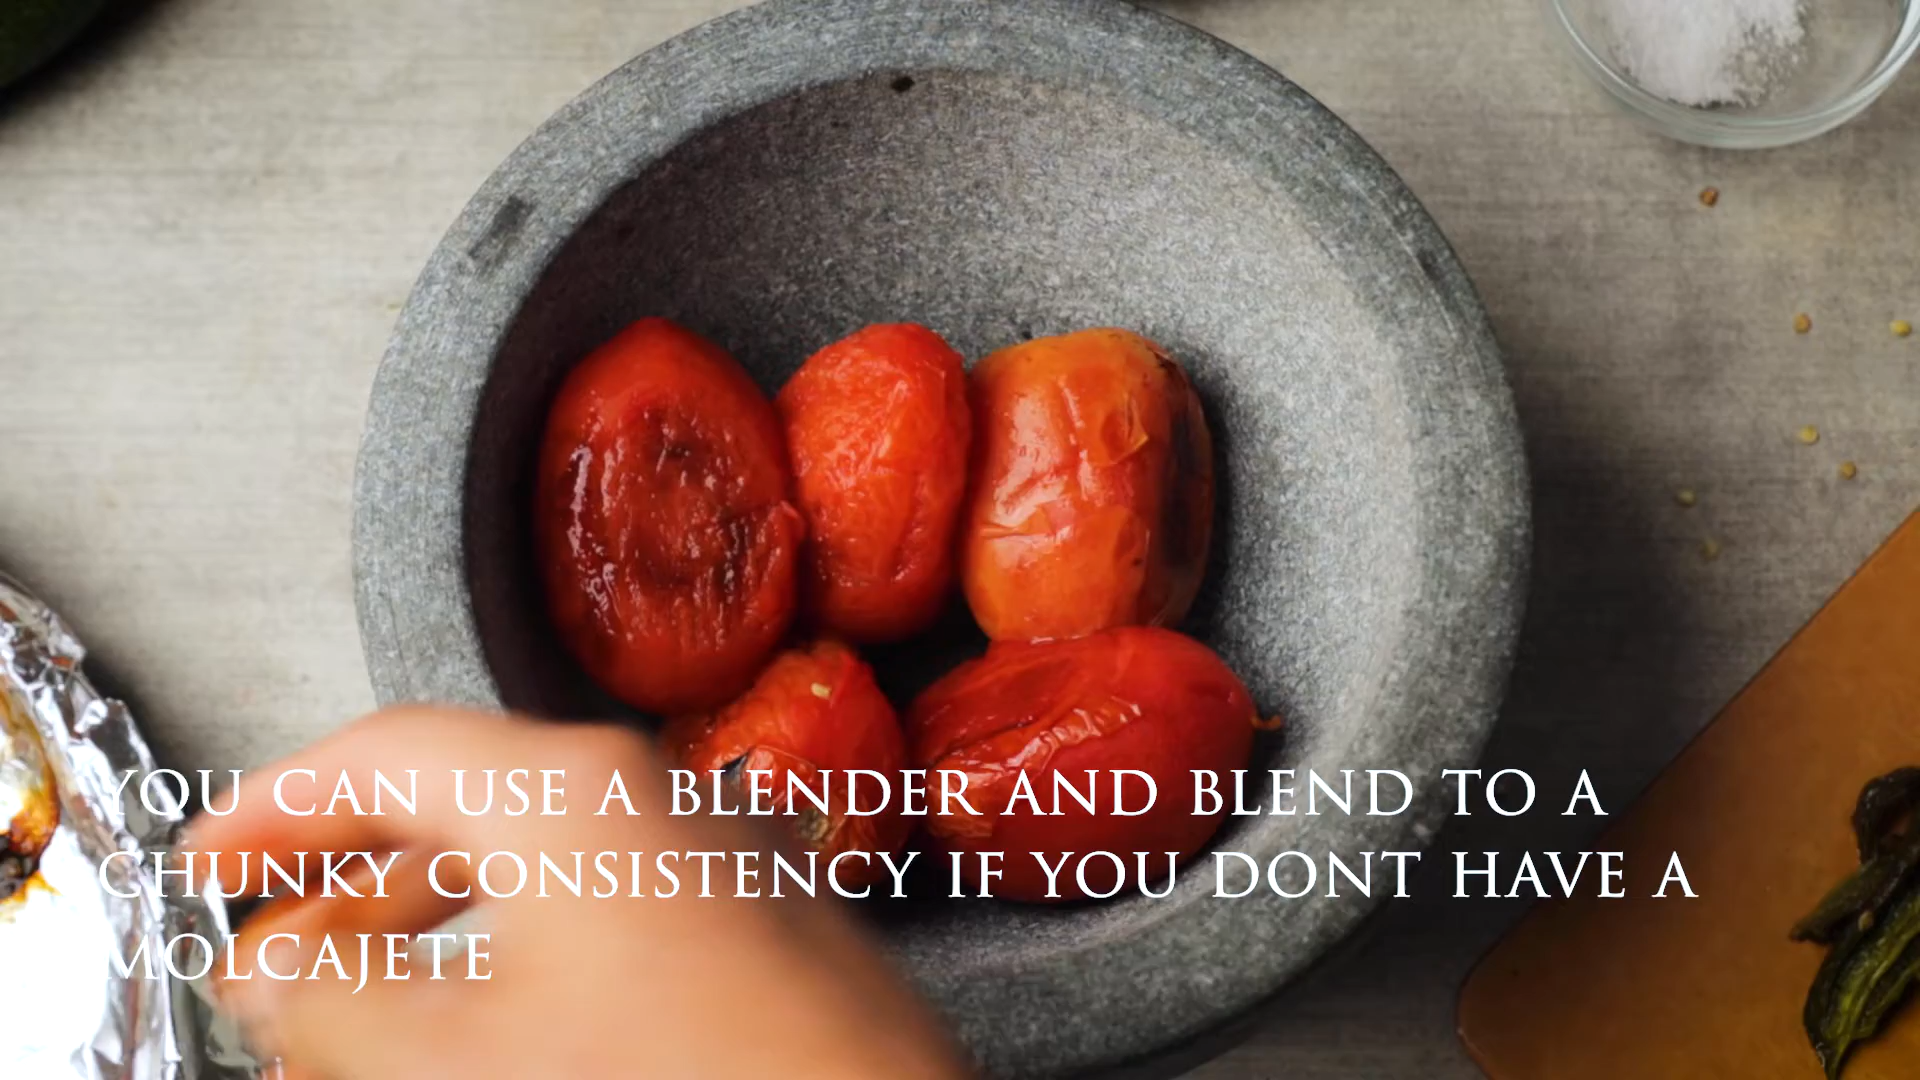 YOU CAN USE A BLENDER AND BLEND TO A
CHUNKY CONSISTENCY IF YOU DONT HAVE A
MOLCAJETE